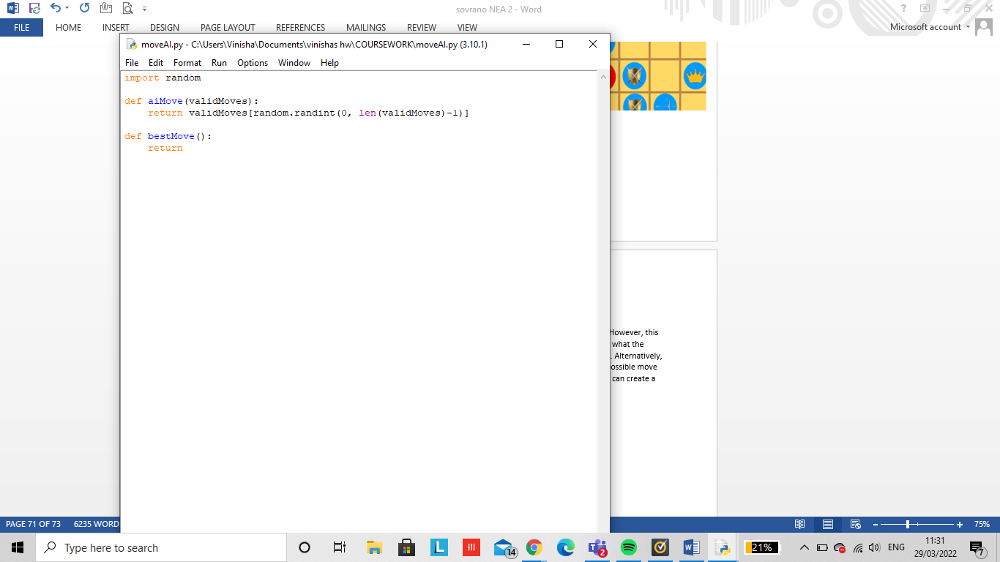 sovrano NEA 2 - Word
FILE HOME INSERT DESIGN PAGE LAYOUT REFERENCES MAILINGS REVIEW VIEW Microsoft account
moveAI.py - C:\Users\Vinisha\Documents\vinishas hw\COURSEWORK\moveAI.py (3.10.1)
File Edit Format Run Options Window Help
import random
def aiMove(validMoves):
    return validMoves[random.randint(0, len(validMoves)-1)]
def bestMove():
    return
However, this
what the
. Alternatively,
ossible move
can create a
PAGE 71 OF 73 6235 WORD 75%
Type here to search
L
14
2
21%
ENG
11:31
29/03/2022
7